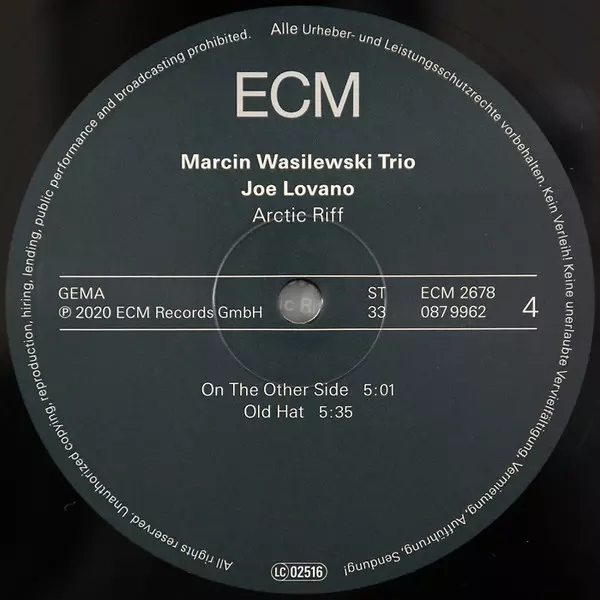 ECM
Marcin Wasilewski Trio
Joe Lovano
Arctic Riff
GEMA ST ECM 2678
℗ 2020 ECM Records GmbH 33 087 9962 4
On The Other Side 5:01
Old Hat 5:35
Alle Urheber- und Leistungsschutzrechte vorbehalten. Kein Verleih! Keine unerlaubte Vervielfältigung, Vermietung, Aufführung, Sendung!
All rights reserved. Unauthorized copying, reproduction, hiring, lending, public performance and broadcasting prohibited.
LC 02516